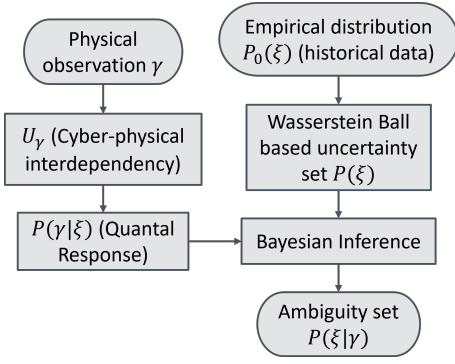 Physical
observation γ
U_γ (Cyber-physical
interdependency)
P(γ|ξ) (Quantal
Response)
Empirical distribution
P_0(ξ) (historical data)
Wasserstein Ball
based uncertainty
set P(ξ)
Bayesian Inference
Ambiguity set
P(ξ|γ)